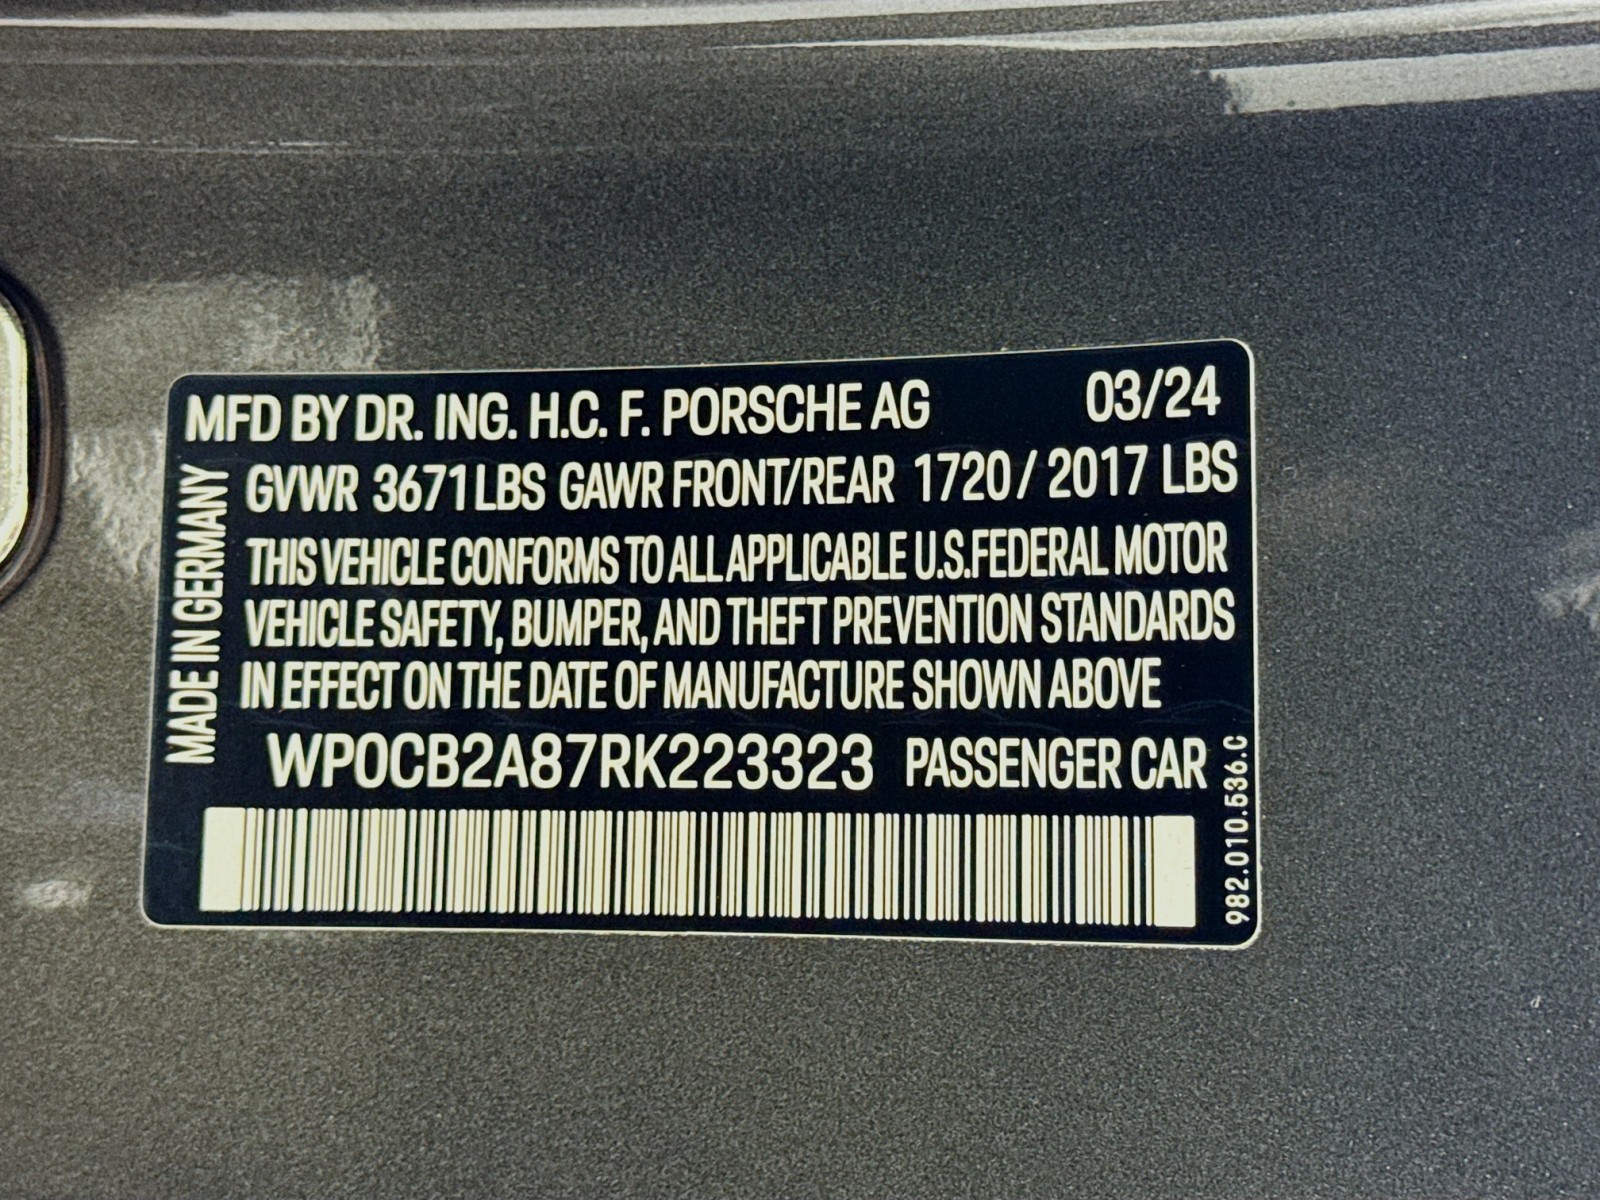 MFD BY DR. ING. H.C. F. PORSCHE AG 03/24
GVWR 3671 LBS GAWR FRONT/REAR 1720 / 2017 LBS
THIS VEHICLE CONFORMS TO ALL APPLICABLE U.S.FEDERAL MOTOR
VEHICLE SAFETY, BUMPER, AND THEFT PREVENTION STANDARDS
IN EFFECT ON THE DATE OF MANUFACTURE SHOWN ABOVE
WP0CB2A87RK223323 PASSENGER CAR
MADE IN GERMANY
982.010.536.C